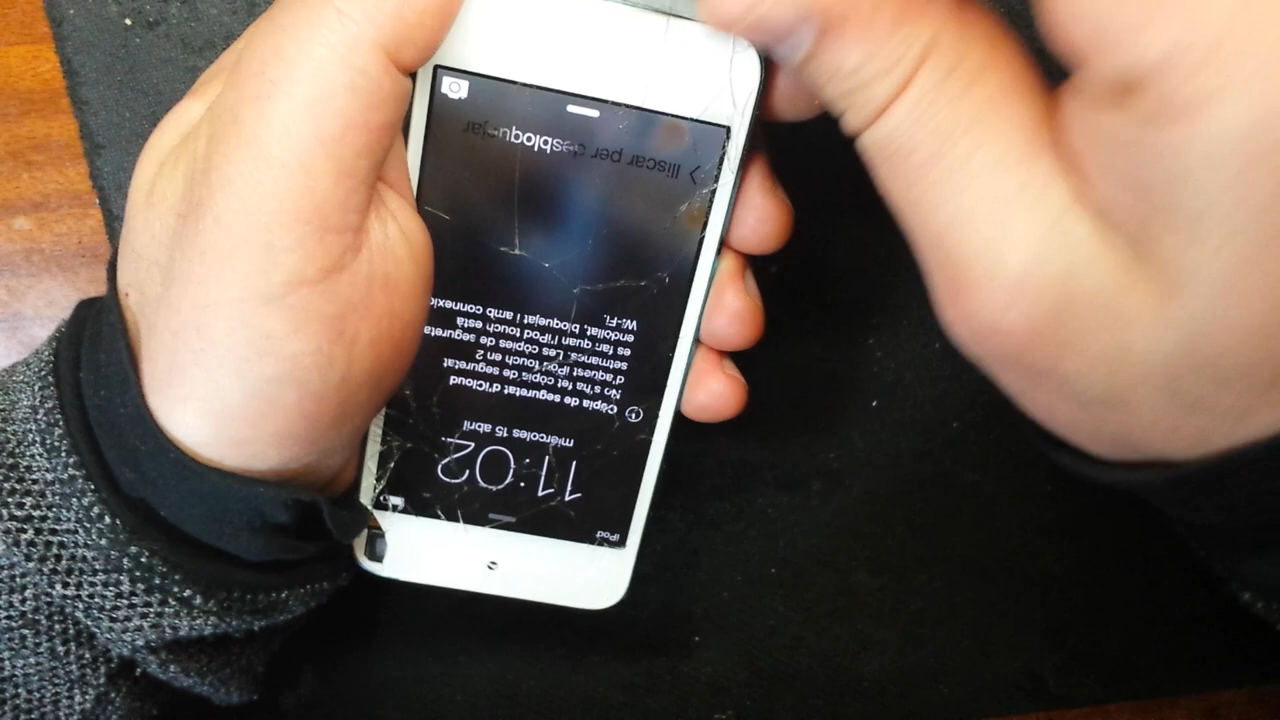 iPod
11:02
miércoles 15 abril
Còpia de seguretat d'iCloud
No s'ha fet còpia de seguretat
d'aquest iPod touch en 2
setmanes. Les còpies de segureta
es fan quan l'iPod touch està
endollat, bloquejat i amb connexió
Wi-Fi.
lliscar per desbloquejar